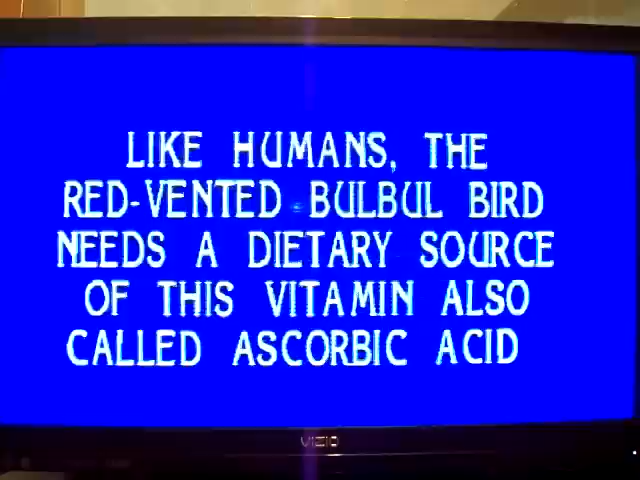 LIKE HUMANS, THE
RED-VENTED BULBUL BIRD
NEEDS A DIETARY SOURCE
OF THIS VITAMIN ALSO
CALLED ASCORBIC ACID
VIZIO